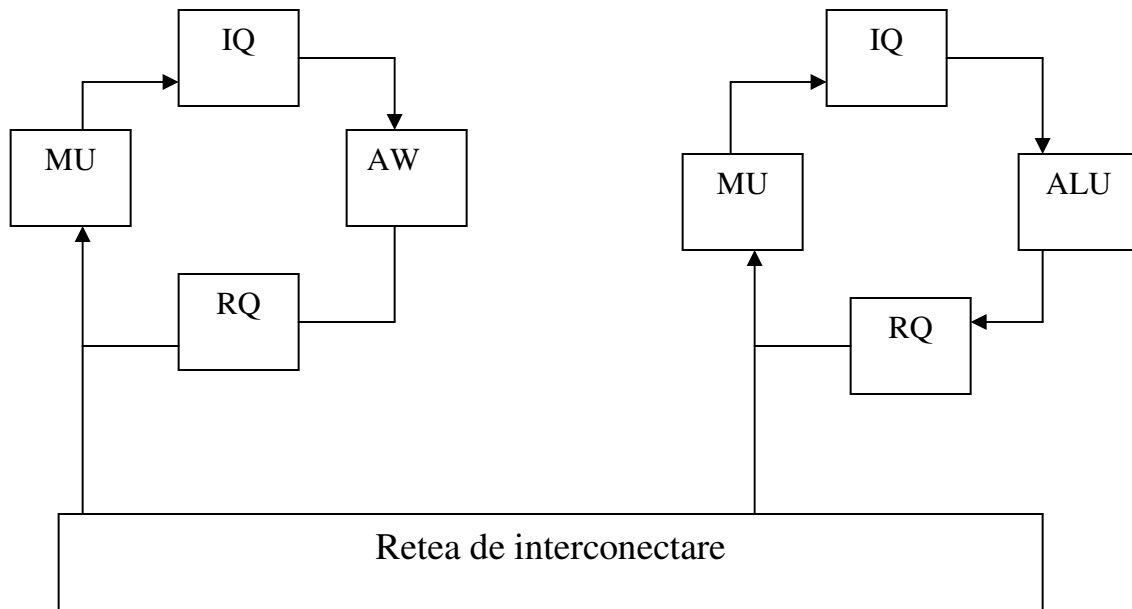 IQ
IQ
MU
AW
MU
ALU
RQ
RQ
Retea de interconectare